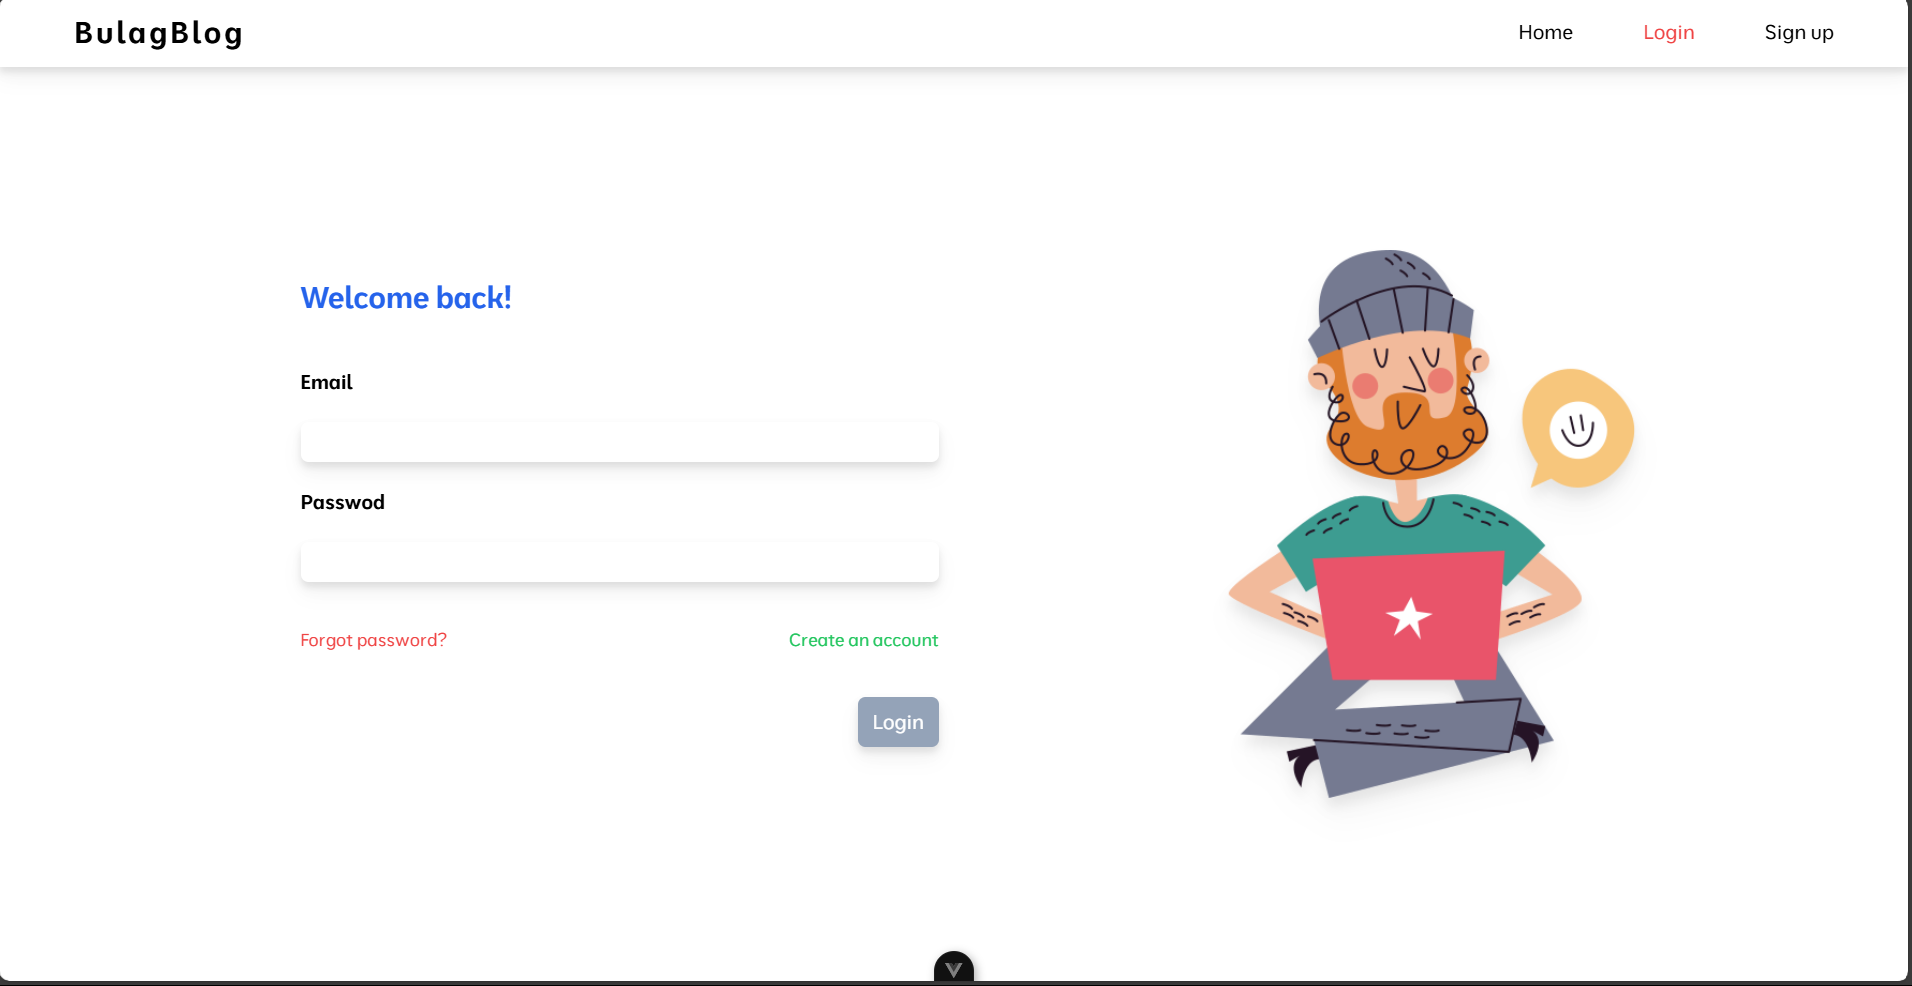 BulagBlog
Home Login Sign up
Welcome back!
Email
Passwod
Forgot password? Create an account
Login